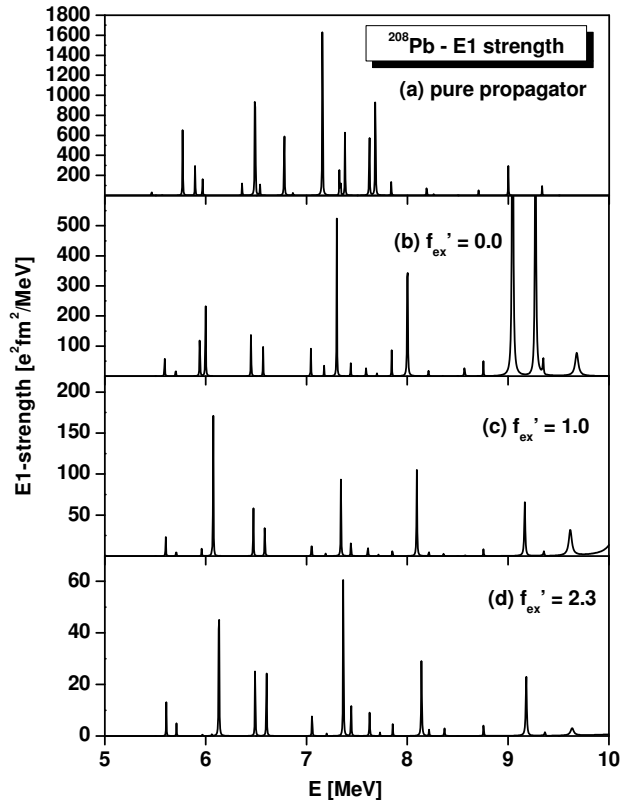 1800
1600
1400
1200
1000
800
600
400
200
²⁰⁸Pb - E1 strength
(a) pure propagator
500
400
300
200
100
(b) f_ex' = 0.0
200
150
100
50
(c) f_ex' = 1.0
60
40
20
0
(d) f_ex' = 2.3
5 6 7 8 9 10
E [MeV]
E1-strength [e²fm²/MeV]